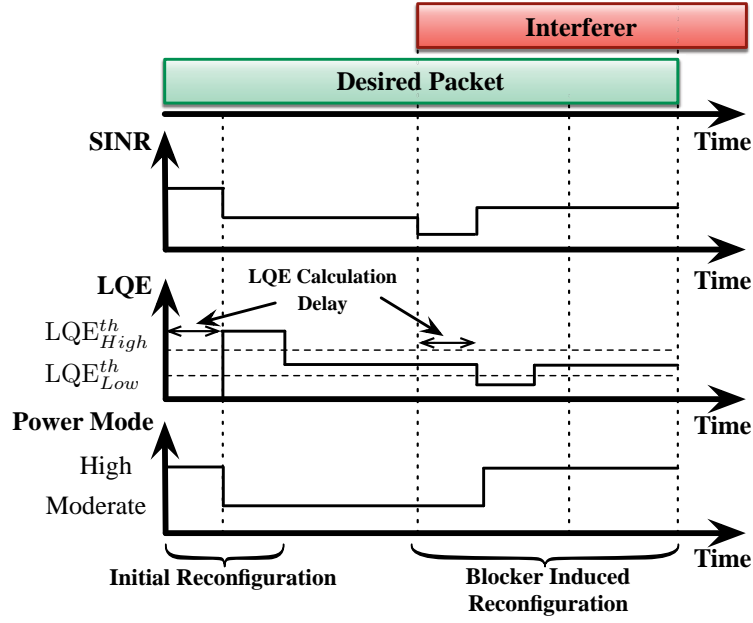 Interferer
Desired Packet
Time
SINR
Time
LQE
LQE Calculation
Delay
LQE^{th}_{High}
LQE^{th}_{Low}
Time
Power Mode
High
Moderate
Time
Initial Reconfiguration
Blocker Induced
Reconfiguration